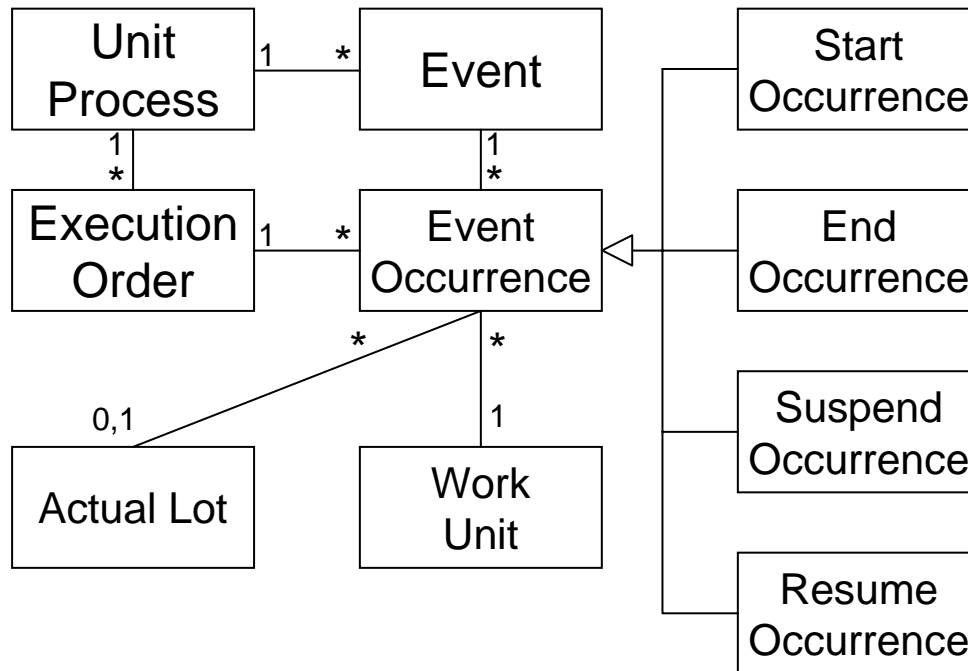 Unit
Process
1
*
Event
Start
Occurrence
1
*
1
*
Execution
Order
1
*
Event
Occurrence
End
Occurrence
*
*
0,1
1
Actual Lot
Work
Unit
Suspend
Occurrence
Resume
Occurrence